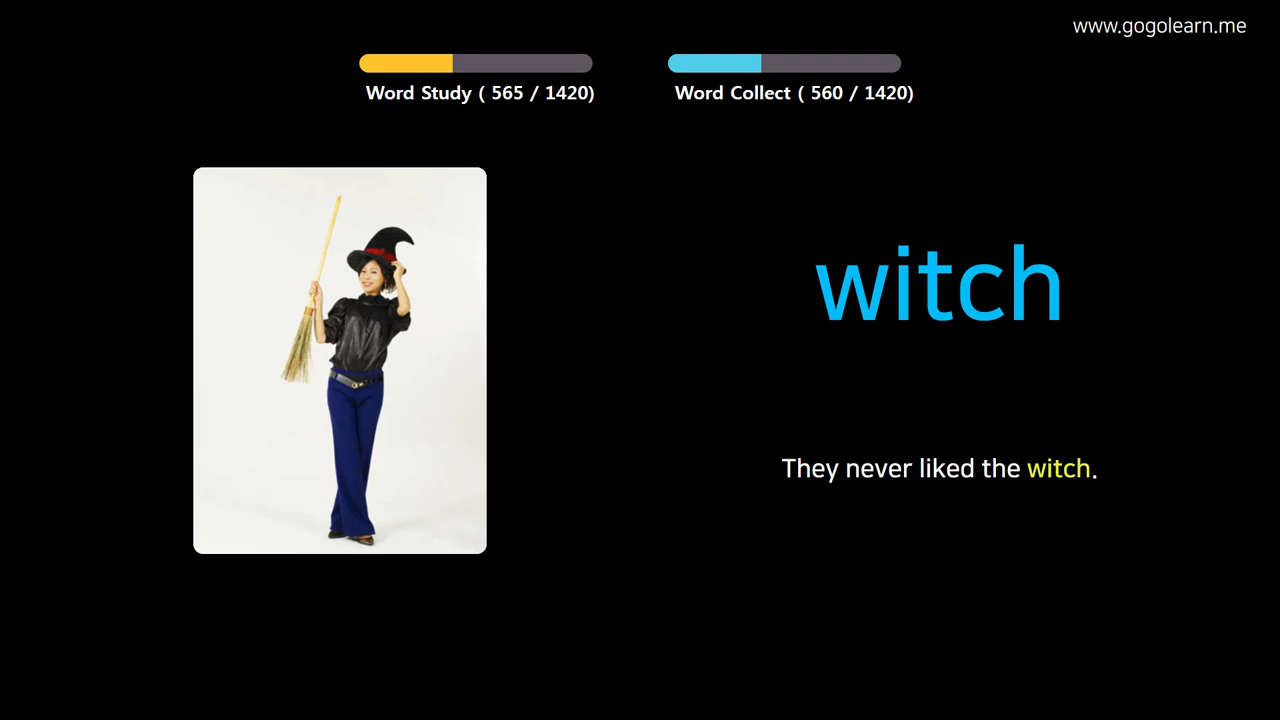 www.gogolearn.me
Word Study ( 565 / 1420)
Word Collect ( 560 / 1420)
witch
They never liked the witch.